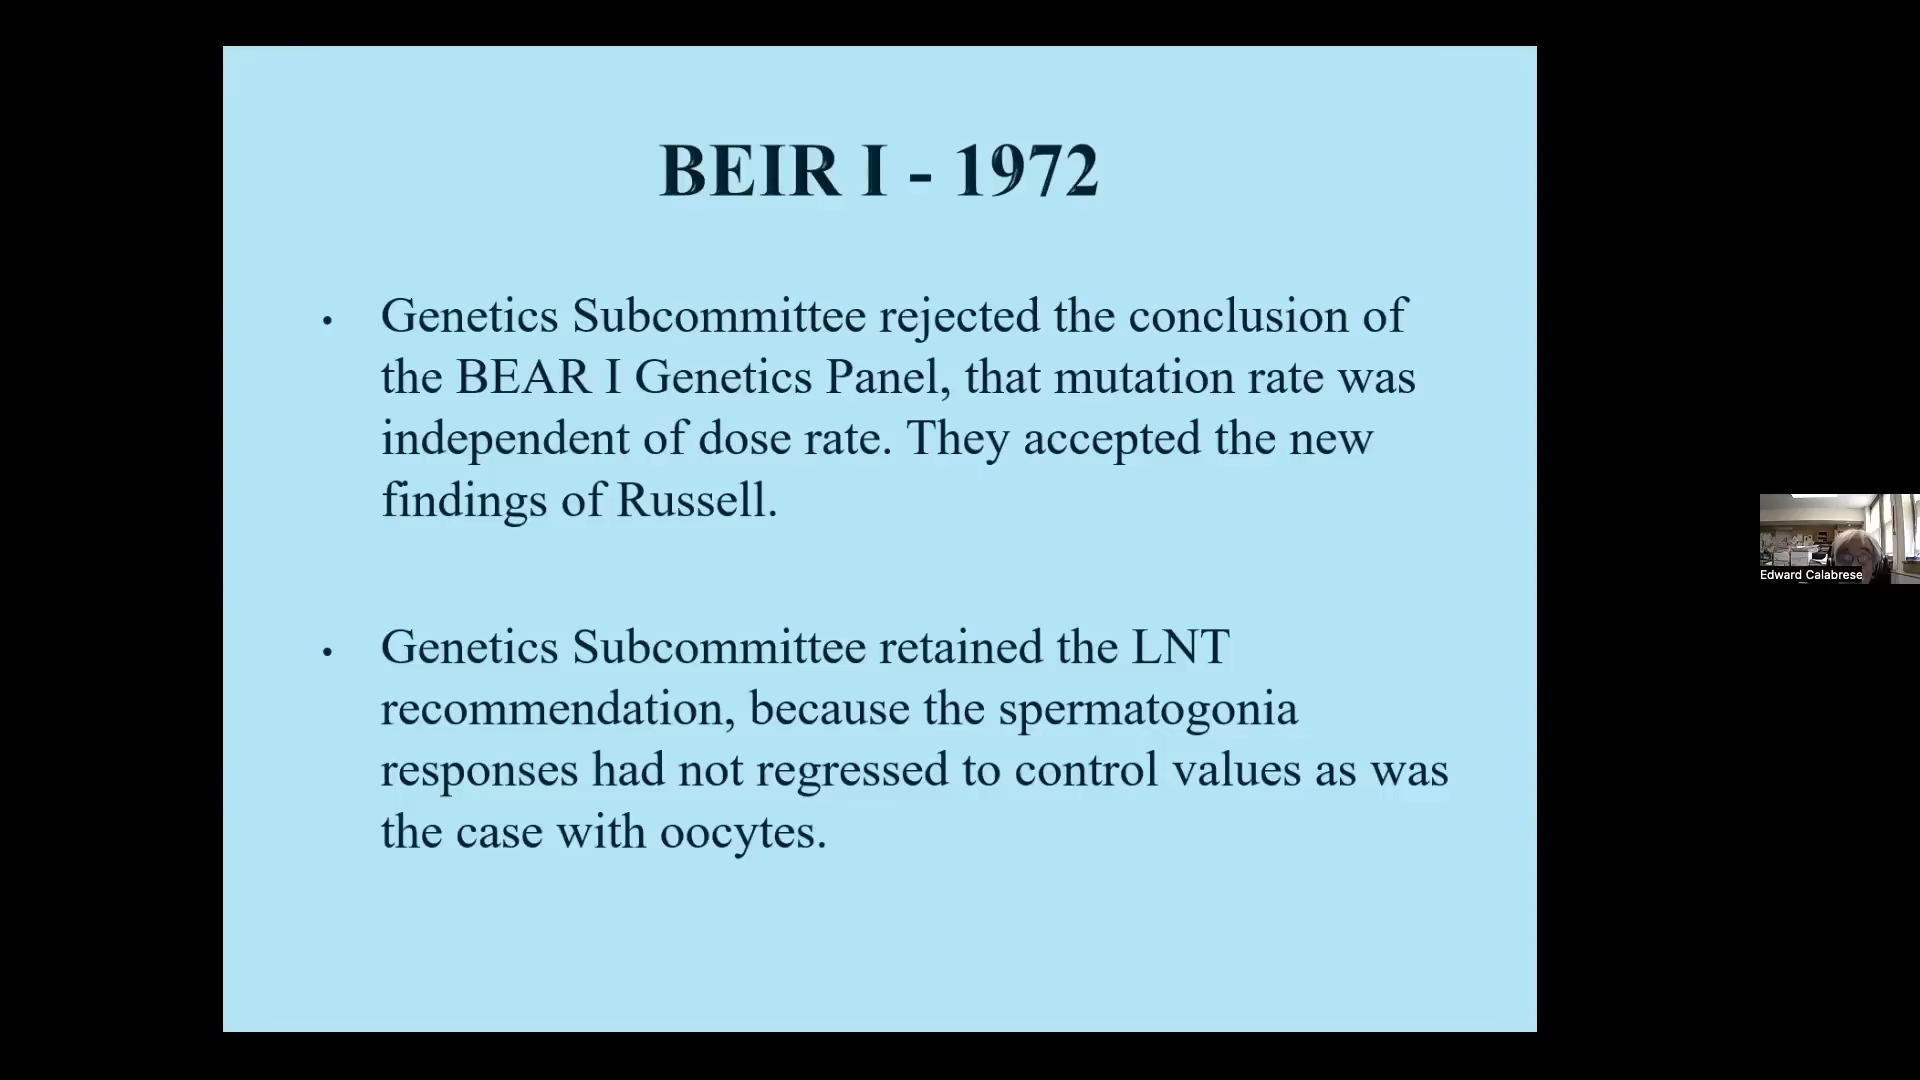 BEIR I - 1972
• Genetics Subcommittee rejected the conclusion of
the BEAR I Genetics Panel, that mutation rate was
independent of dose rate. They accepted the new
findings of Russell.
• Genetics Subcommittee retained the LNT
recommendation, because the spermatogonia
responses had not regressed to control values as was
the case with oocytes.
Edward Calabrese